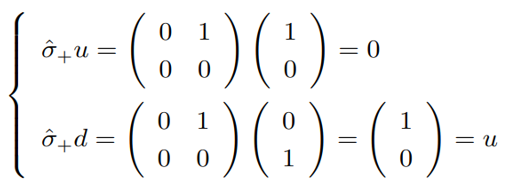 σ̂₊u = ( 0 1 ; 0 0 ) ( 1 ; 0 ) = 0
σ̂₊d = ( 0 1 ; 0 0 ) ( 0 ; 1 ) = ( 1 ; 0 ) = u